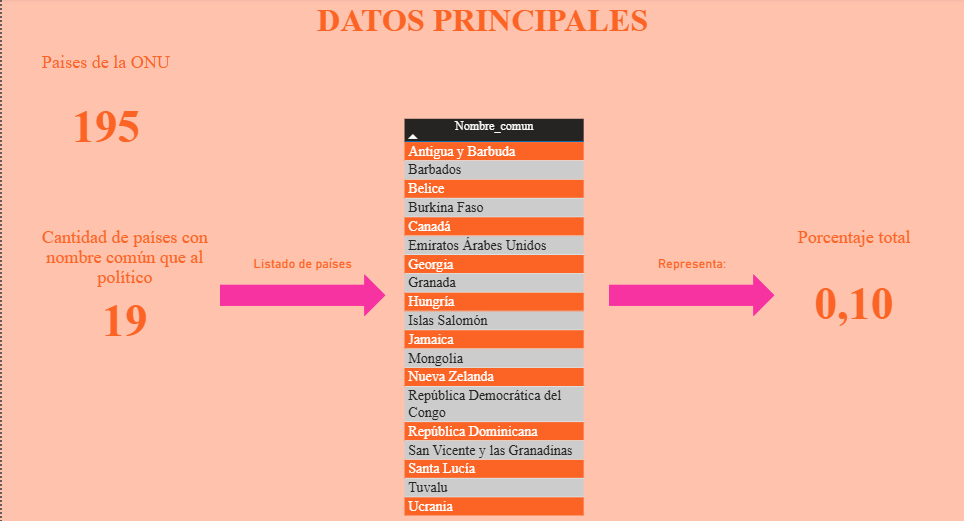 DATOS PRINCIPALES
Paises de la ONU
195
Cantidad de países con
nombre común que al
político
19
Listado de países
Nombre_comun
Antigua y Barbuda
Barbados
Belice
Burkina Faso
Canadá
Emiratos Árabes Unidos
Georgia
Granada
Hungría
Islas Salomón
Jamaica
Mongolia
Nueva Zelanda
República Democrática del
Congo
República Dominicana
San Vicente y las Granadinas
Santa Lucía
Tuvalu
Ucrania
Representa:
Porcentaje total
0,10